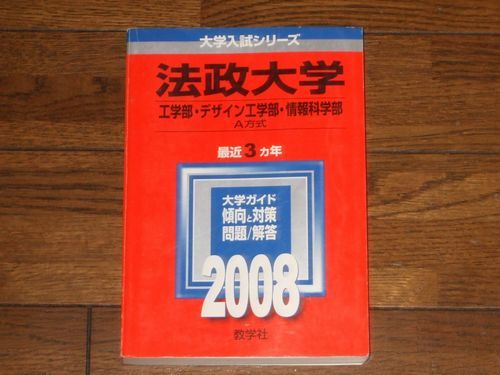 大学入試シリーズ
法政大学
工学部・デザイン工学部・情報科学部
A方式
最近3カ年
大学ガイド
傾向と対策
問題/解答
2008
教学社